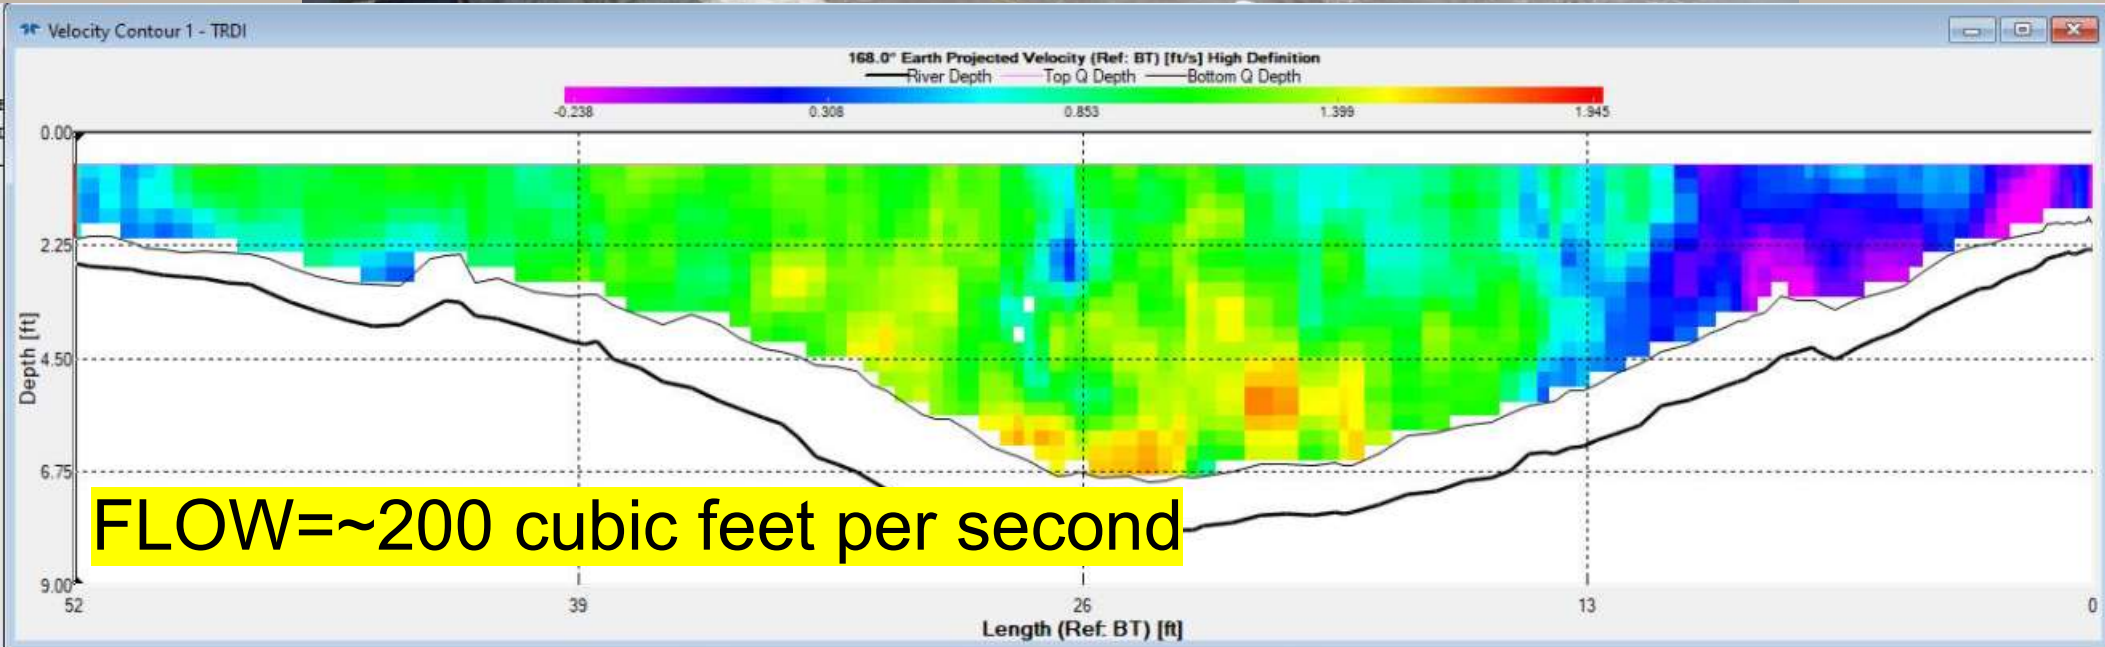 Velocity Contour 1 - TRDI
168.0° Earth Projected Velocity (Ref: BT) [ft/s] High Definition
River Depth Top Q Depth Bottom Q Depth
-0.238 0.308 0.853 1.399 1.945
0.00
2.25
4.50
6.75
9.00
Depth [ft]
FLOW=~200 cubic feet per second
52 39 26 13 0
Length (Ref: BT) [ft]